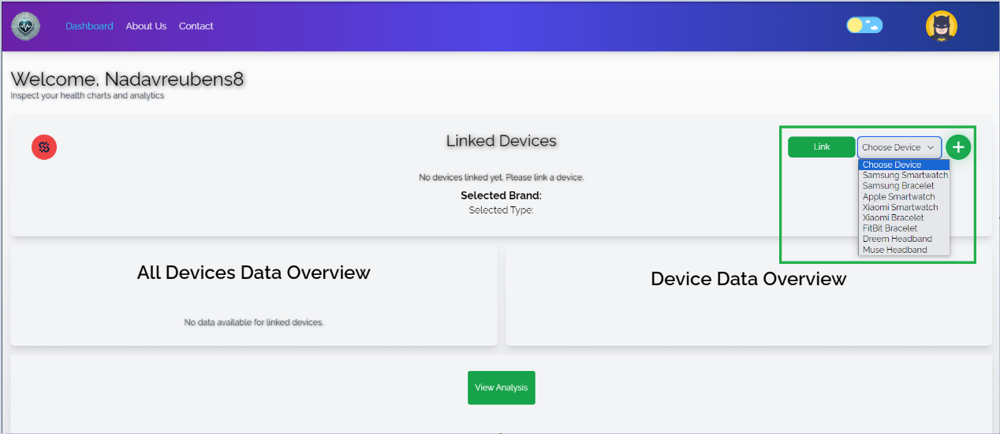 Dashboard About Us Contact
Welcome, Nadavreubens8
Inspect your health charts and analytics
Linked Devices
No devices linked yet. Please link a device.
Selected Brand:
Selected Type:
Link
Choose Device
Choose Device
Samsung Smartwatch
Samsung Bracelet
Apple Smartwatch
Xiaomi Smartwatch
Xiaomi Bracelet
FitBit Bracelet
Dreem Headband
Muse Headband
All Devices Data Overview
No data available for linked devices.
Device Data Overview
View Analysis